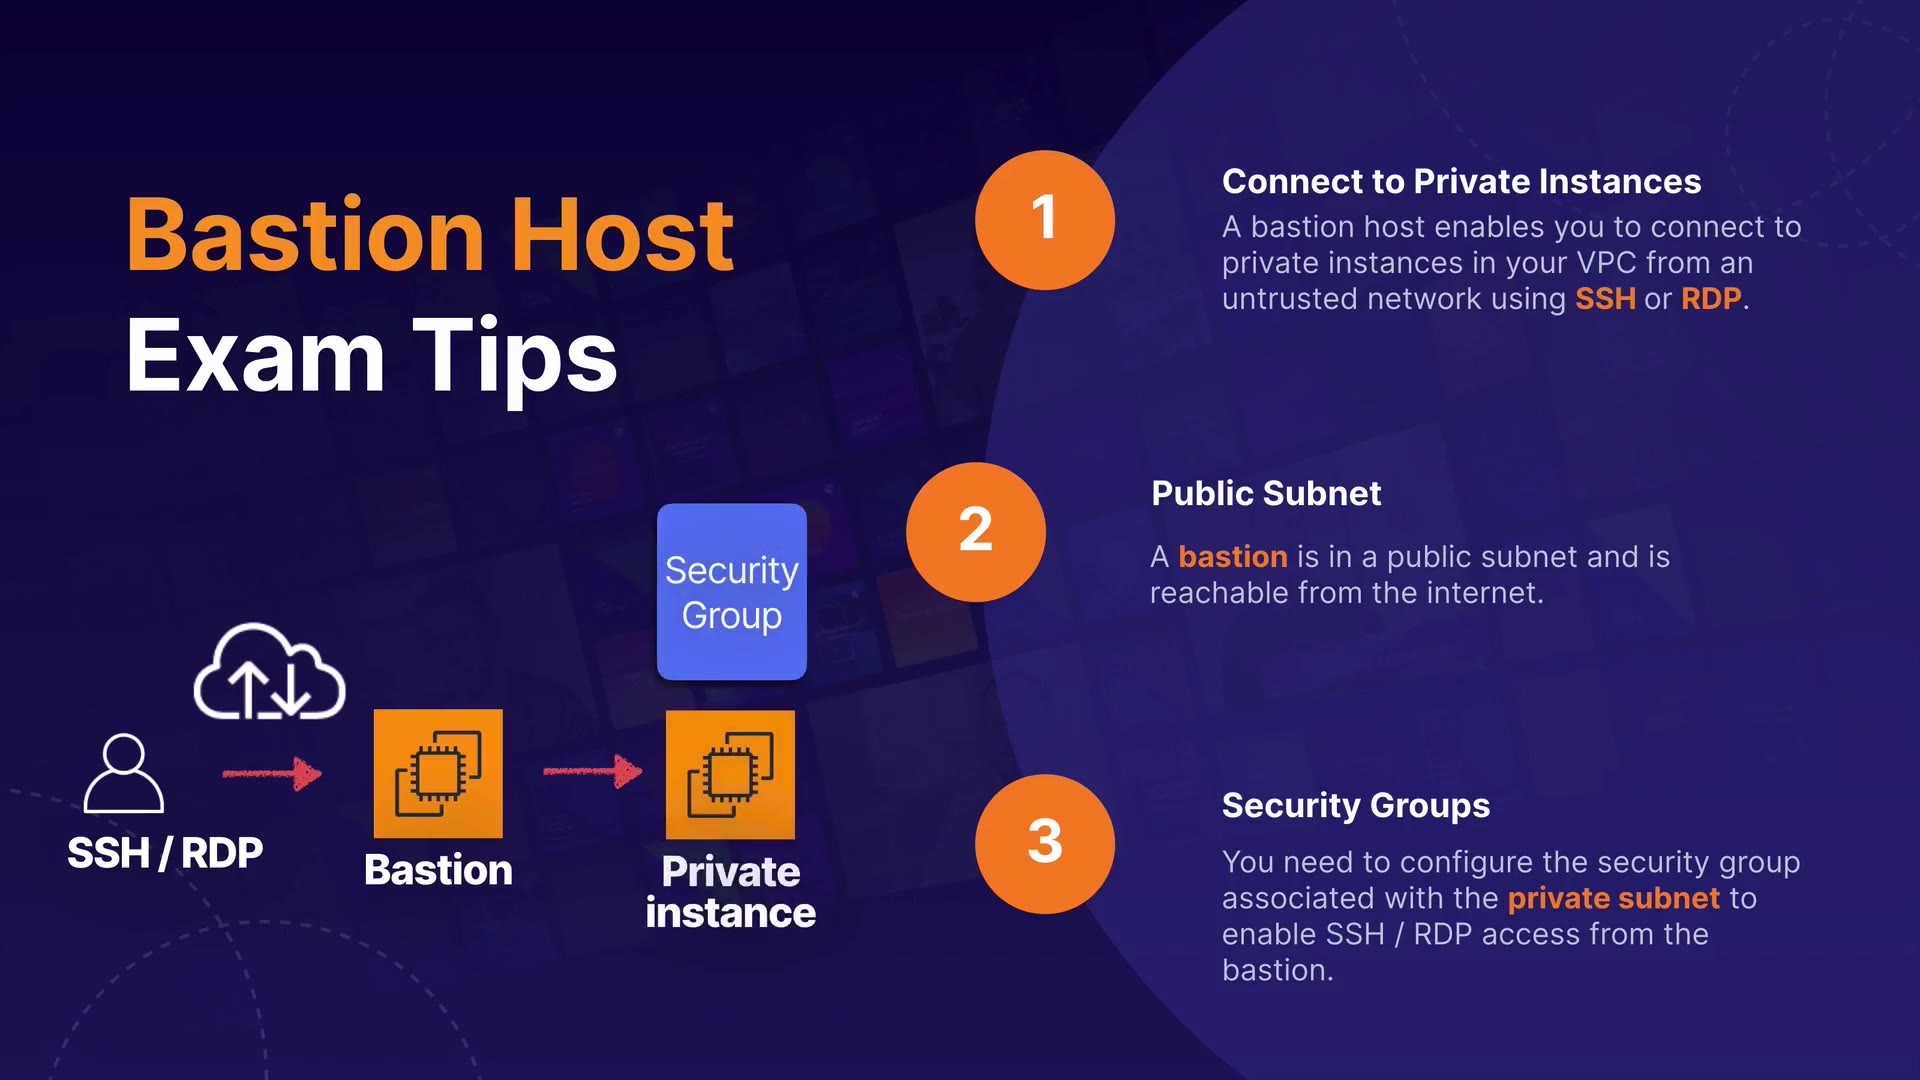 Bastion Host
Exam Tips
Security
Group
SSH / RDP
Bastion
Private
instance
1
Connect to Private Instances
A bastion host enables you to connect to
private instances in your VPC from an
untrusted network using SSH or RDP.
2
Public Subnet
A bastion is in a public subnet and is
reachable from the internet.
3
Security Groups
You need to configure the security group
associated with the private subnet to
enable SSH / RDP access from the
bastion.